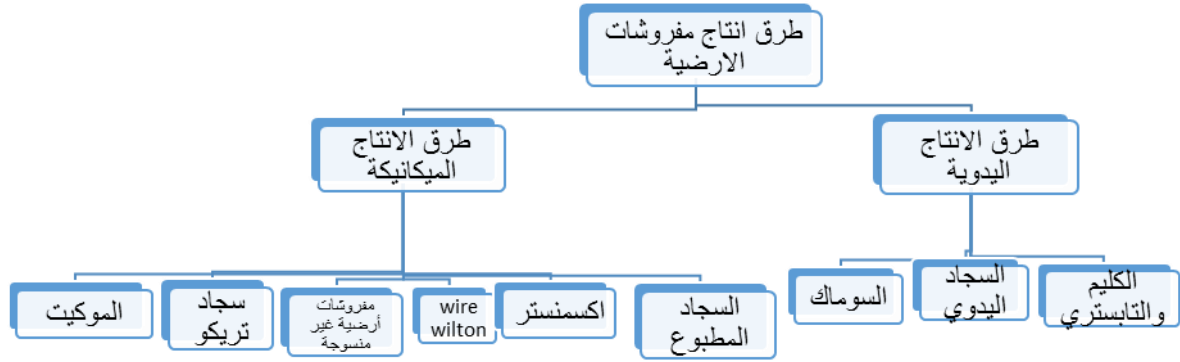 طرق انتاج مفروشات
الارضية
طرق الانتاج
اليدوية
طرق الانتاج
الميكانيكة
الكليم
والتابستري
السجاد
اليدوي
السوماك
السجاد
المطبوع
اكسمنستر
wire
wilton
مفروشات
أرضية غير
منسوجة
سجاد
تريكو
الموكيت